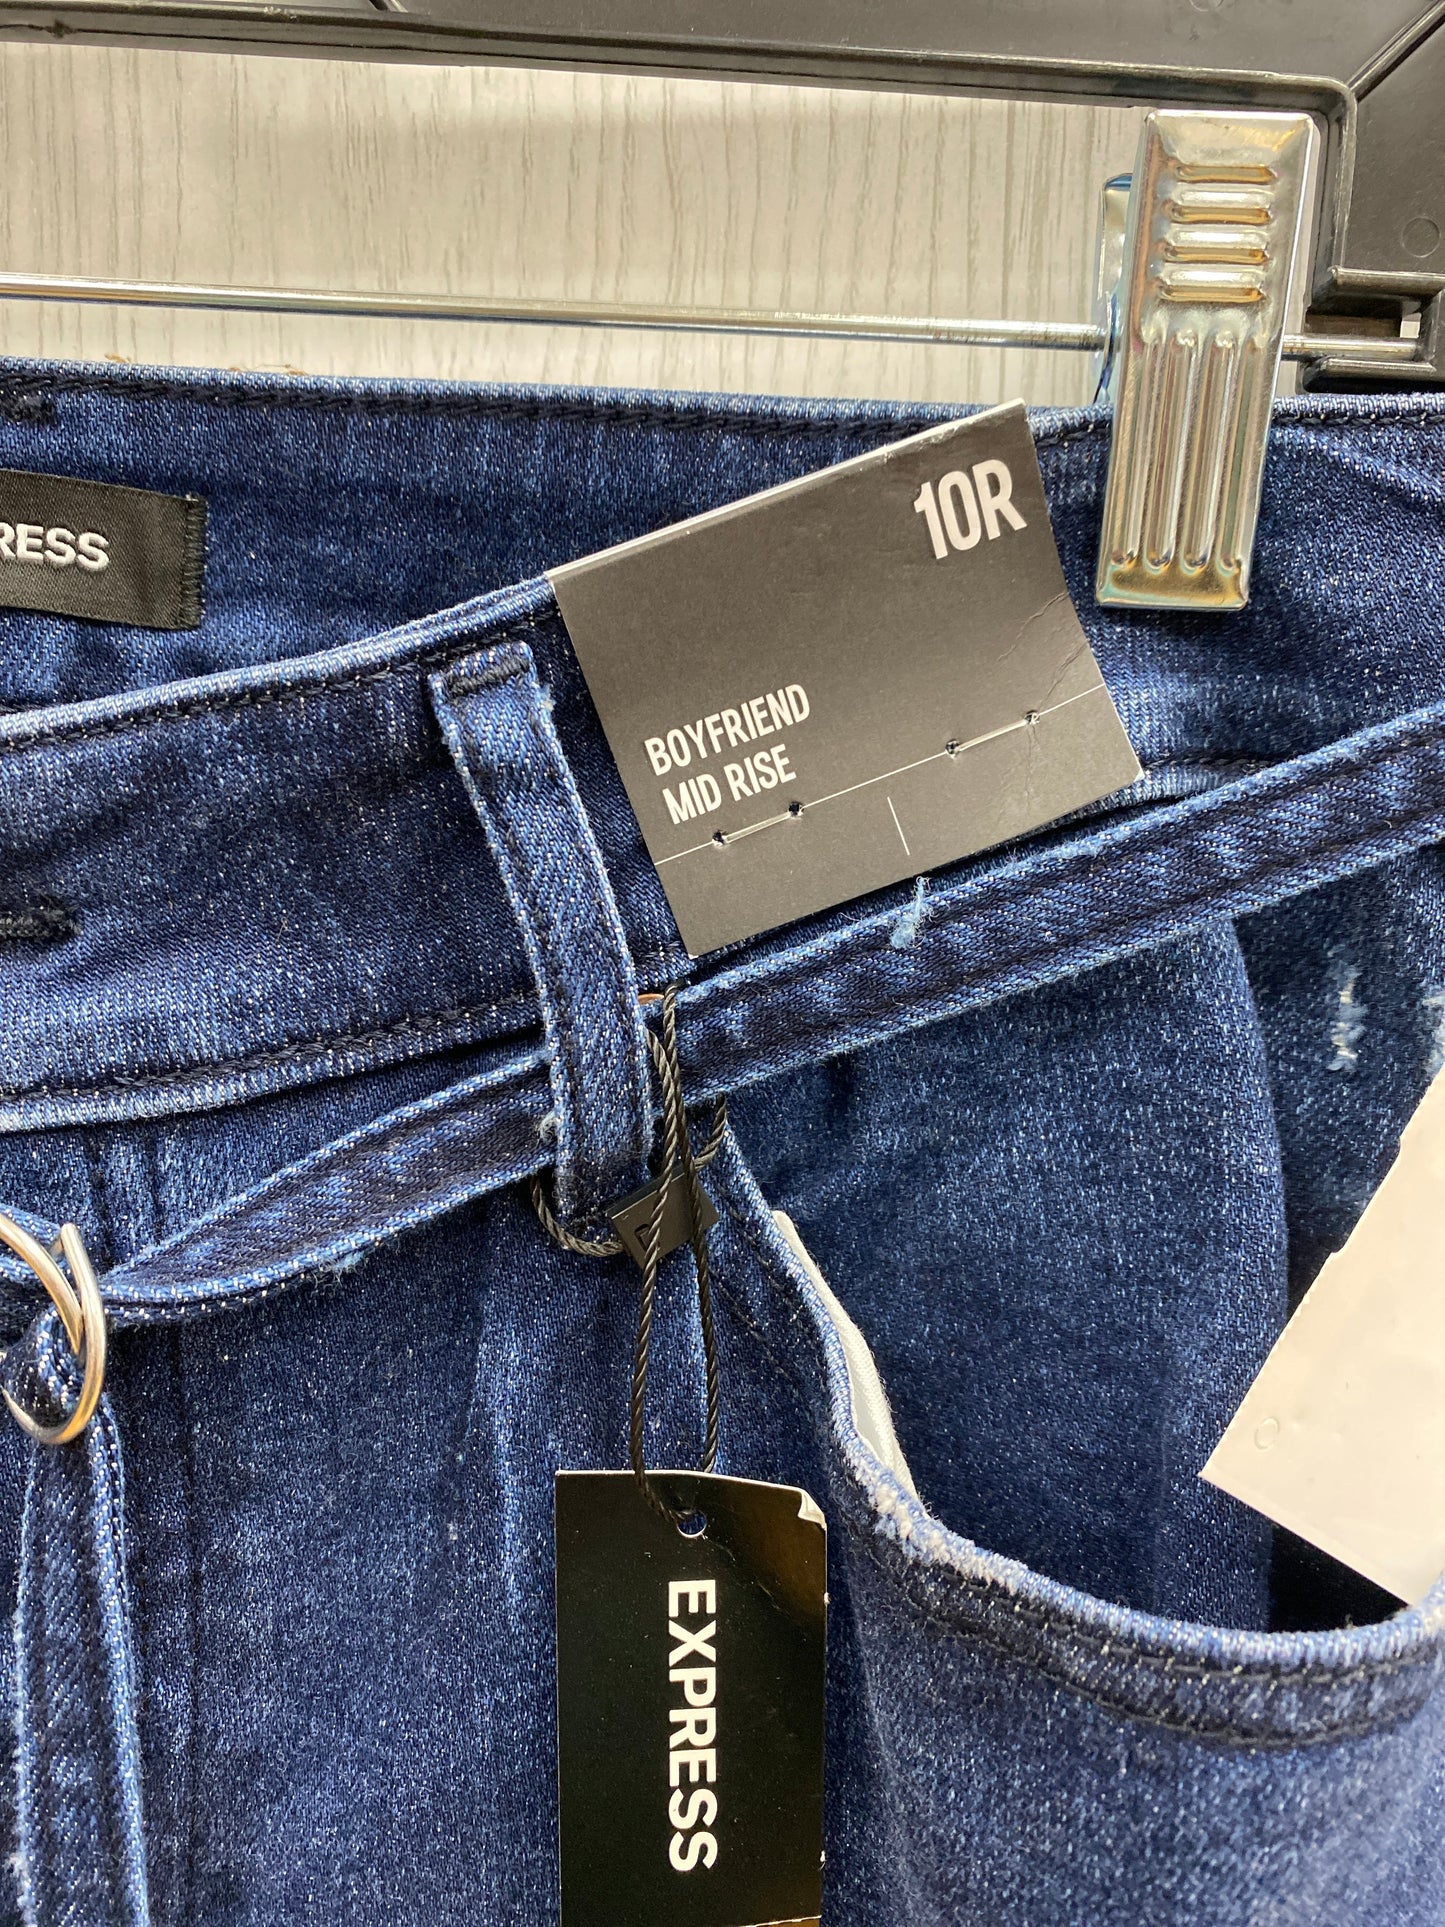 RESS
10R
BOYFRIEND
MID RISE
EXPRESS